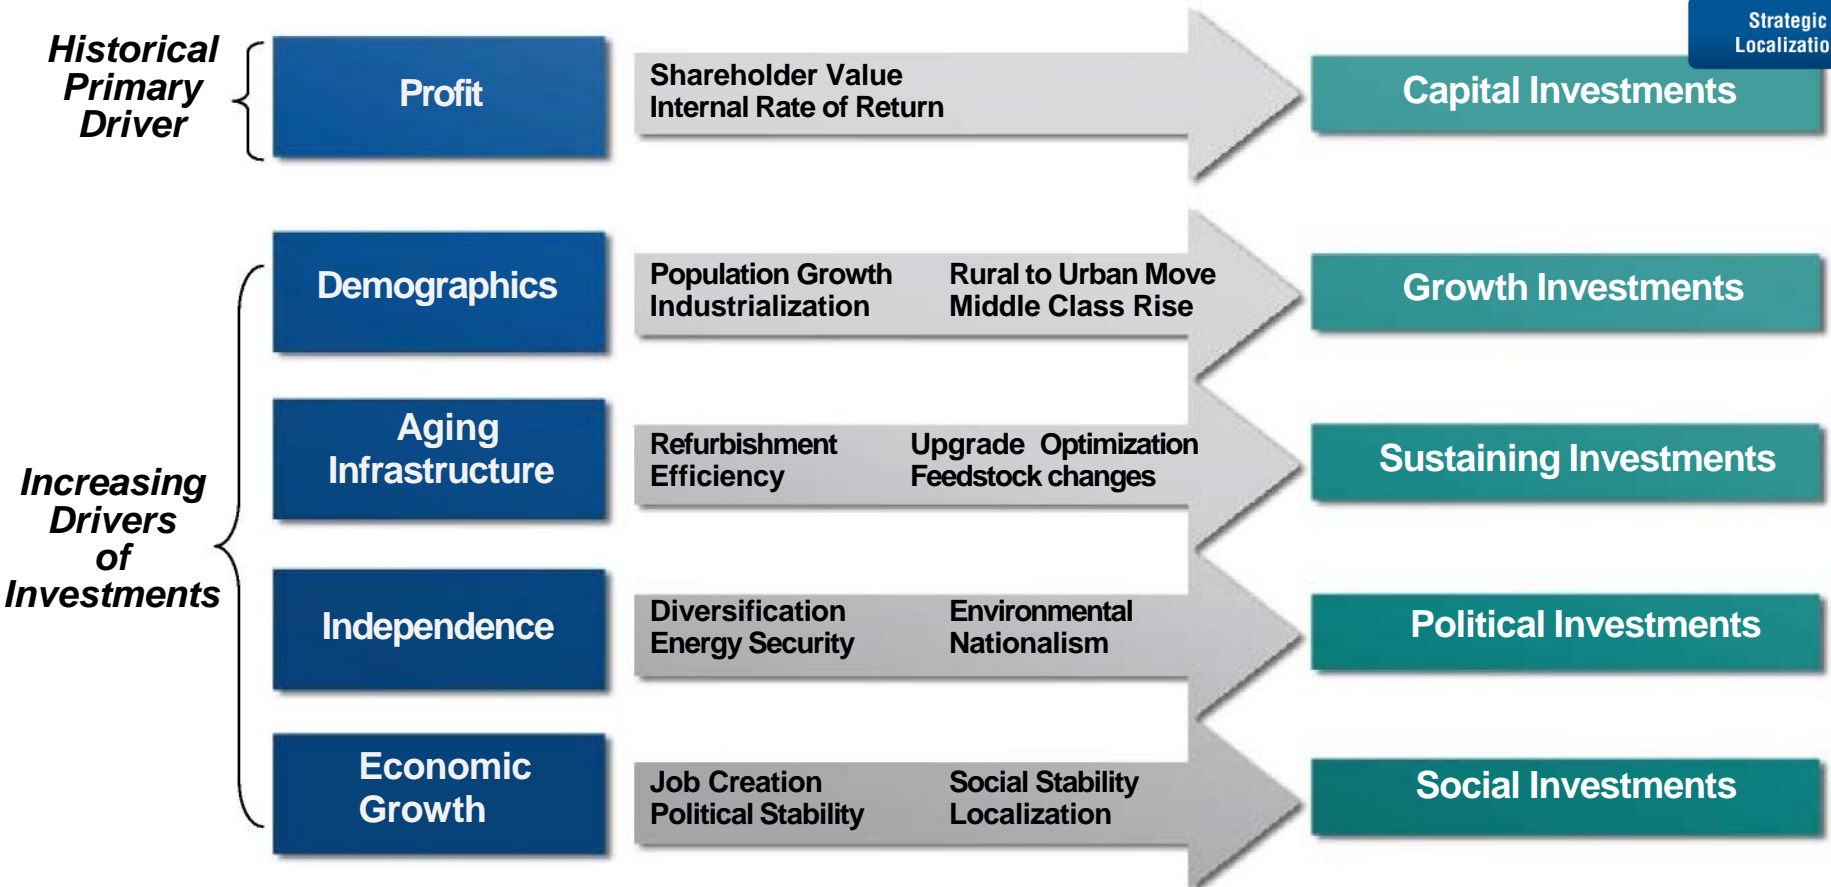 Strategic
Historical
Primary
Driver
Profit
Shareholder Value
Internal Rate of Return
Capital Investments
Increasing
Drivers
of
Investments
Demographics
Population Growth Rural to Urban Move
Industrialization Middle Class Rise
Growth Investments
Aging
Infrastructure
Refurbishment Upgrade Optimization
Efficiency Feedstock changes
Sustaining Investments
Independence
Diversification Environmental
Energy Security Nationalism
Political Investments
Economic
Growth
Job Creation Social Stability
Political Stability Localization
Social Investments